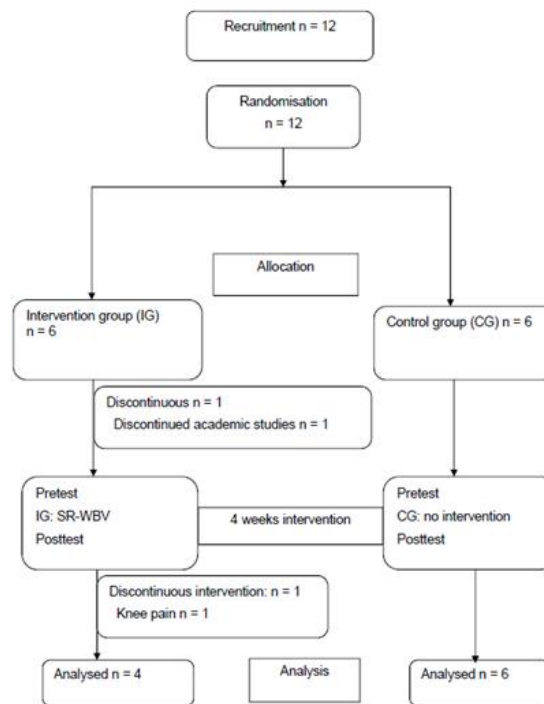 Recruitment n = 12
Randomisation
n = 12
Allocation
Intervention group (IG)
n = 6
Control group (CG) n = 6
Discontinuous n = 1
Discontinued academic studies n = 1
Pretest
IG: SR-WBV
Posttest
4 weeks intervention
Pretest
CG: no intervention
Posttest
Discontinuous intervention: n = 1
Knee pain n = 1
Analysed n = 4
Analysis
Analysed n = 6